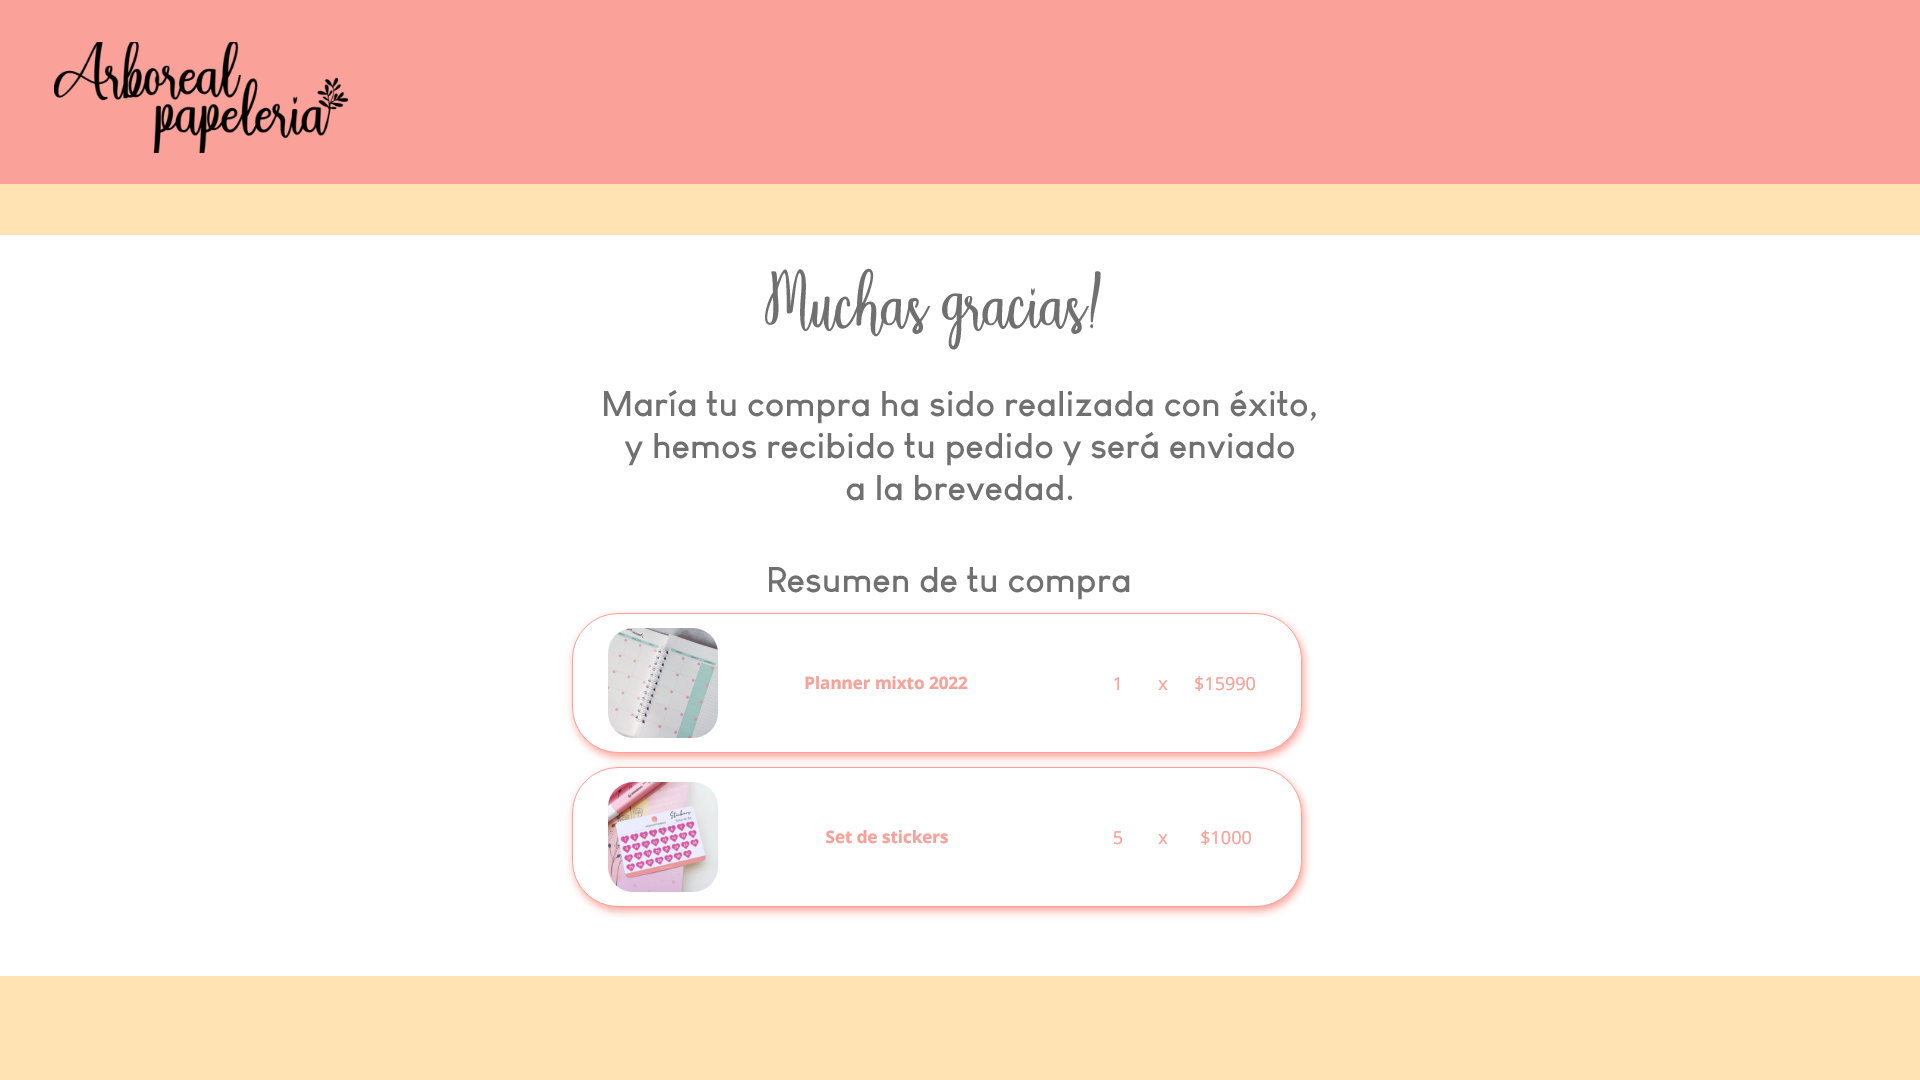 Arboreal
papeleria
Muchas gracias!
María tu compra ha sido realizada con éxito,
y hemos recibido tu pedido y será enviado
a la brevedad.
Resumen de tu compra
Planner mixto 2022 1 x $15990
Stickers
Set de stickers 5 x $1000